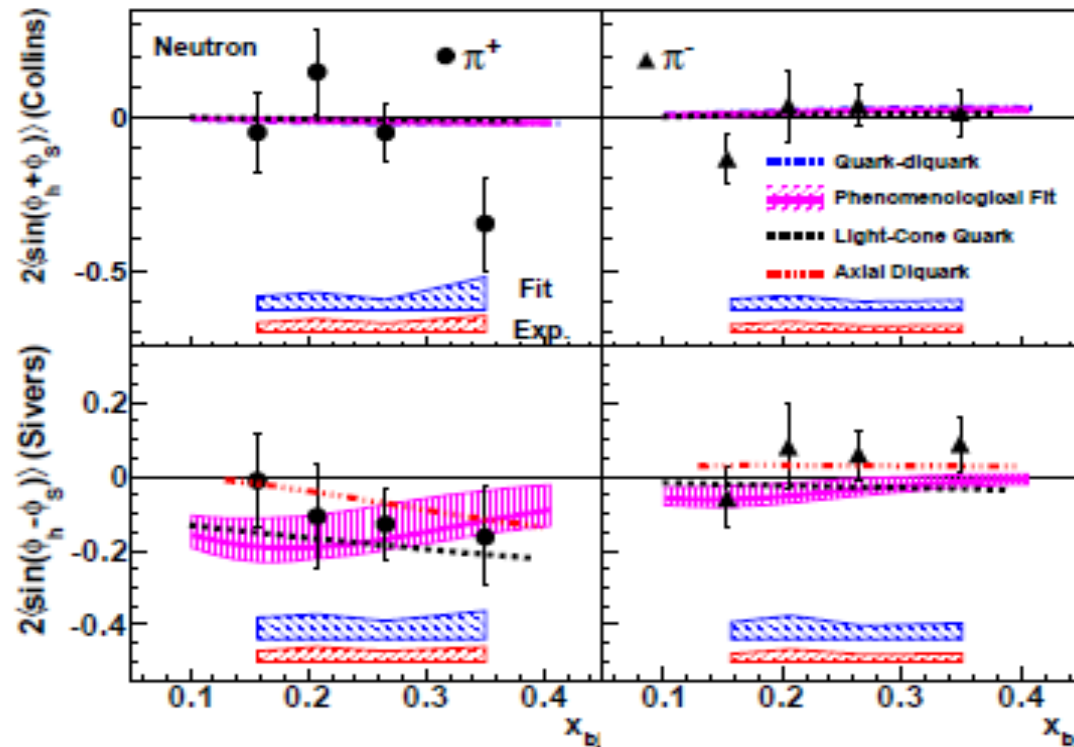 2⟨sin(ϕh+ϕS)⟩ (Collins)
Neutron
π+
π-
0
-0.5
Quark-diquark
Phenomenological Fit
Light-Cone Quark
Axial Diquark
Fit
Exp.
2⟨sin(ϕh-ϕS)⟩ (Sivers)
0.2
0
-0.2
-0.4
0.1 0.2 0.3 0.4 0.1 0.2 0.3 0.4
xbj xb